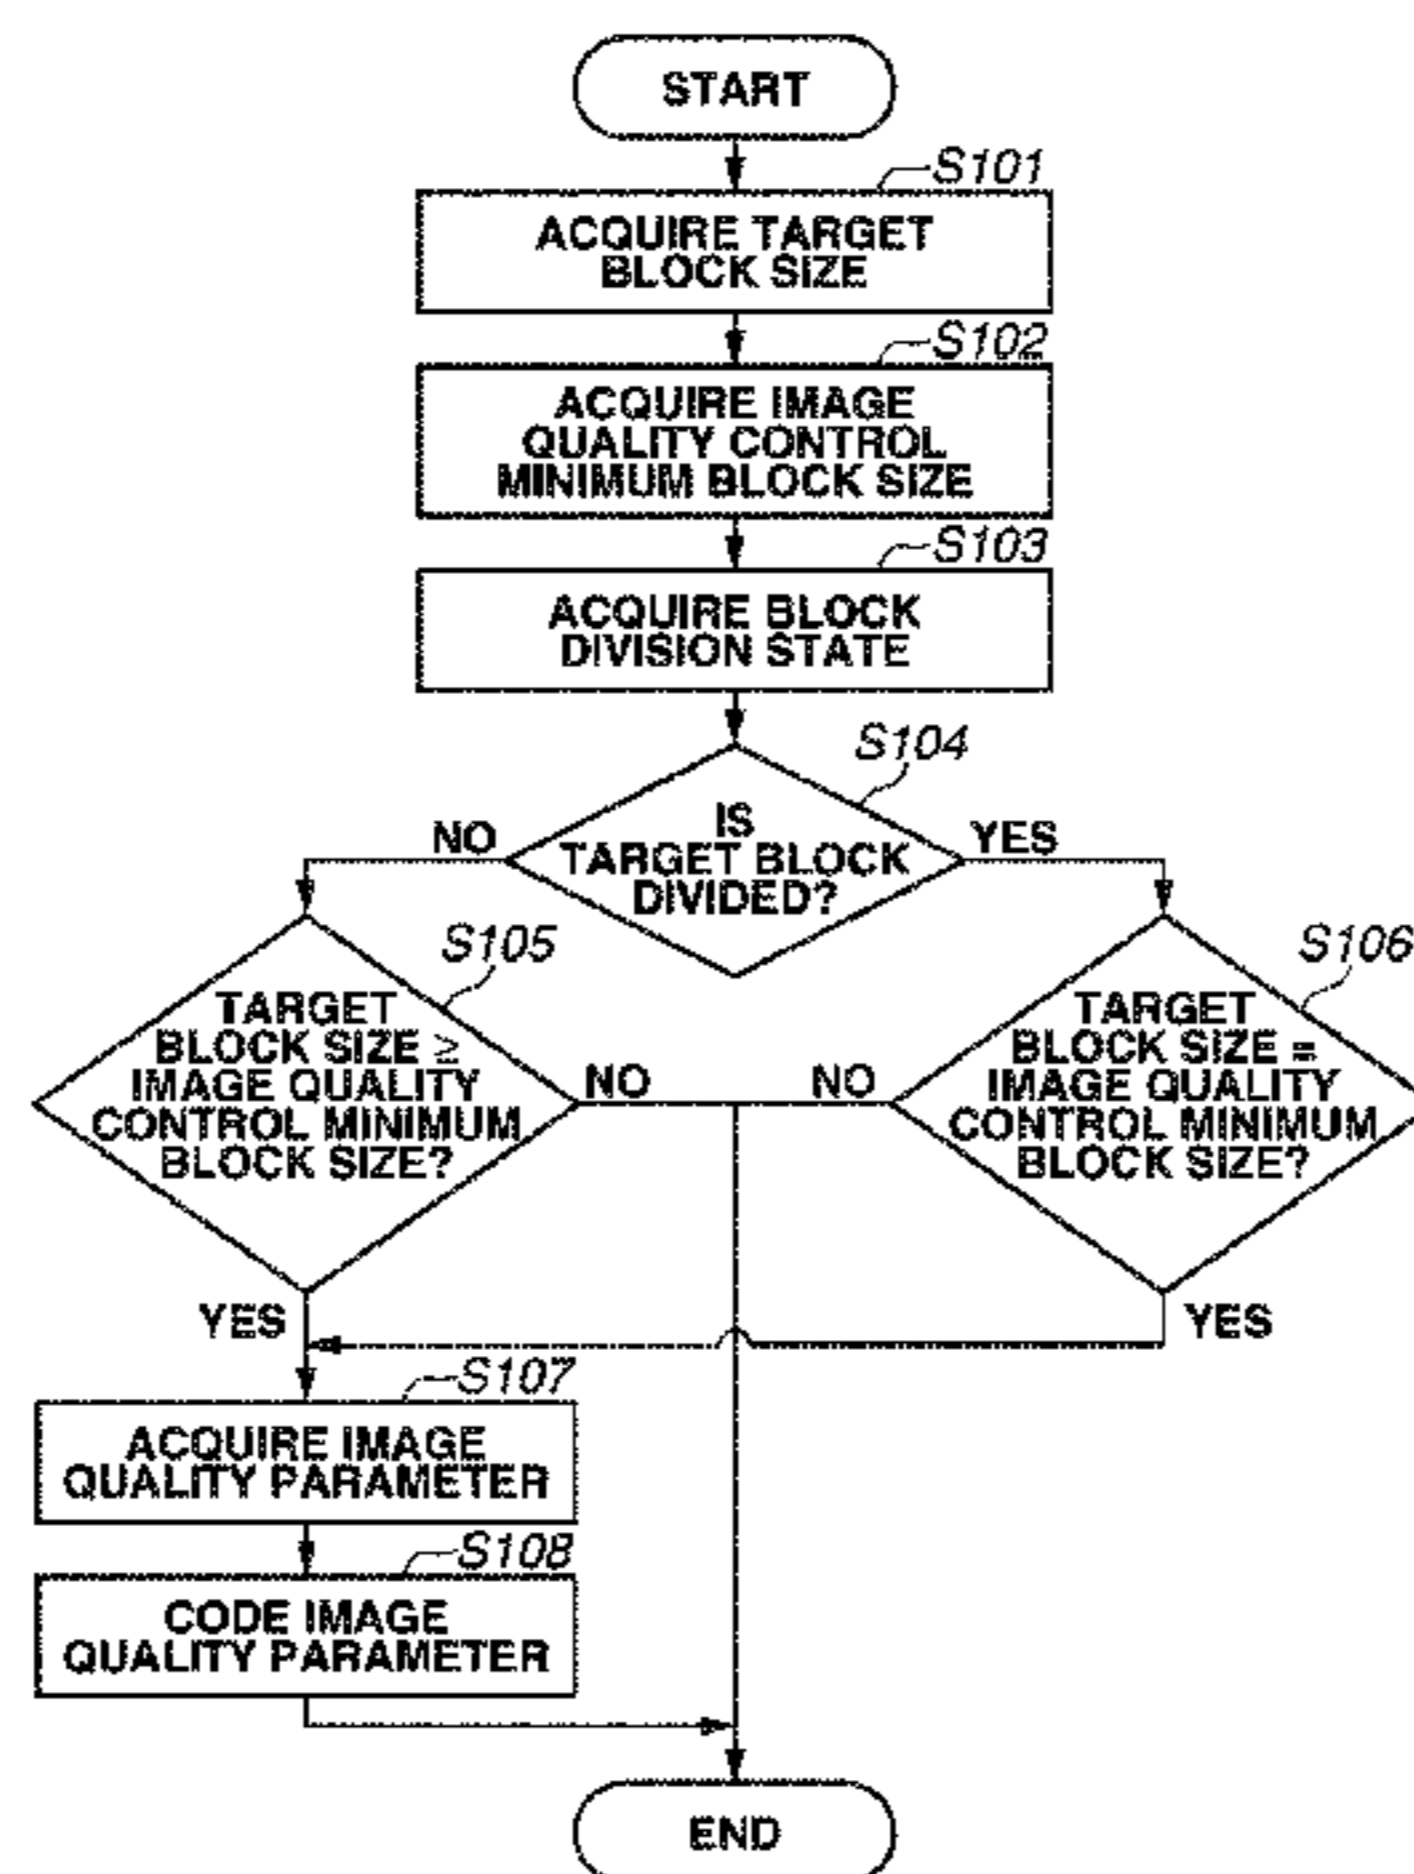 START
S101
ACQUIRE TARGET
BLOCK SIZE
S102
ACQUIRE IMAGE
QUALITY CONTROL
MINIMUM BLOCK SIZE
S103
ACQUIRE BLOCK
DIVISION STATE
S104
IS
TARGET BLOCK
DIVIDED?
NO
YES
S105
TARGET
BLOCK SIZE ≥
IMAGE QUALITY
CONTROL MINIMUM
BLOCK SIZE?
NO
YES
S106
TARGET
BLOCK SIZE =
IMAGE QUALITY
CONTROL MINIMUM
BLOCK SIZE?
NO
YES
S107
ACQUIRE IMAGE
QUALITY PARAMETER
S108
CODE IMAGE
QUALITY PARAMETER
END